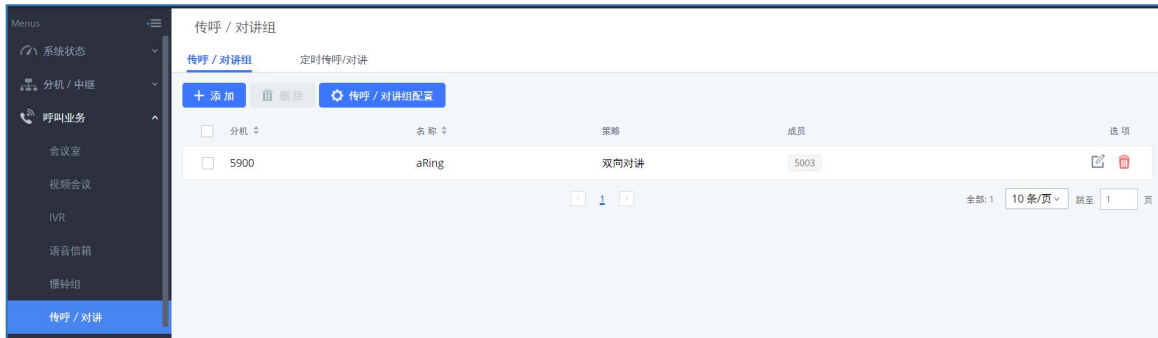 Menus
系统状态
分机 / 中继
呼叫业务
会议室
视频会议
IVR
语音信箱
振铃组
传呼 / 对讲
传呼 / 对讲组
传呼 / 对讲组 定时传呼/对讲
+ 添加 删除 传呼 / 对讲组配置
分机 名称 策略 成员 选项
5900 aRing 双向对讲 5003
< 1 > 全部: 1 10 条/页 跳至 1 页